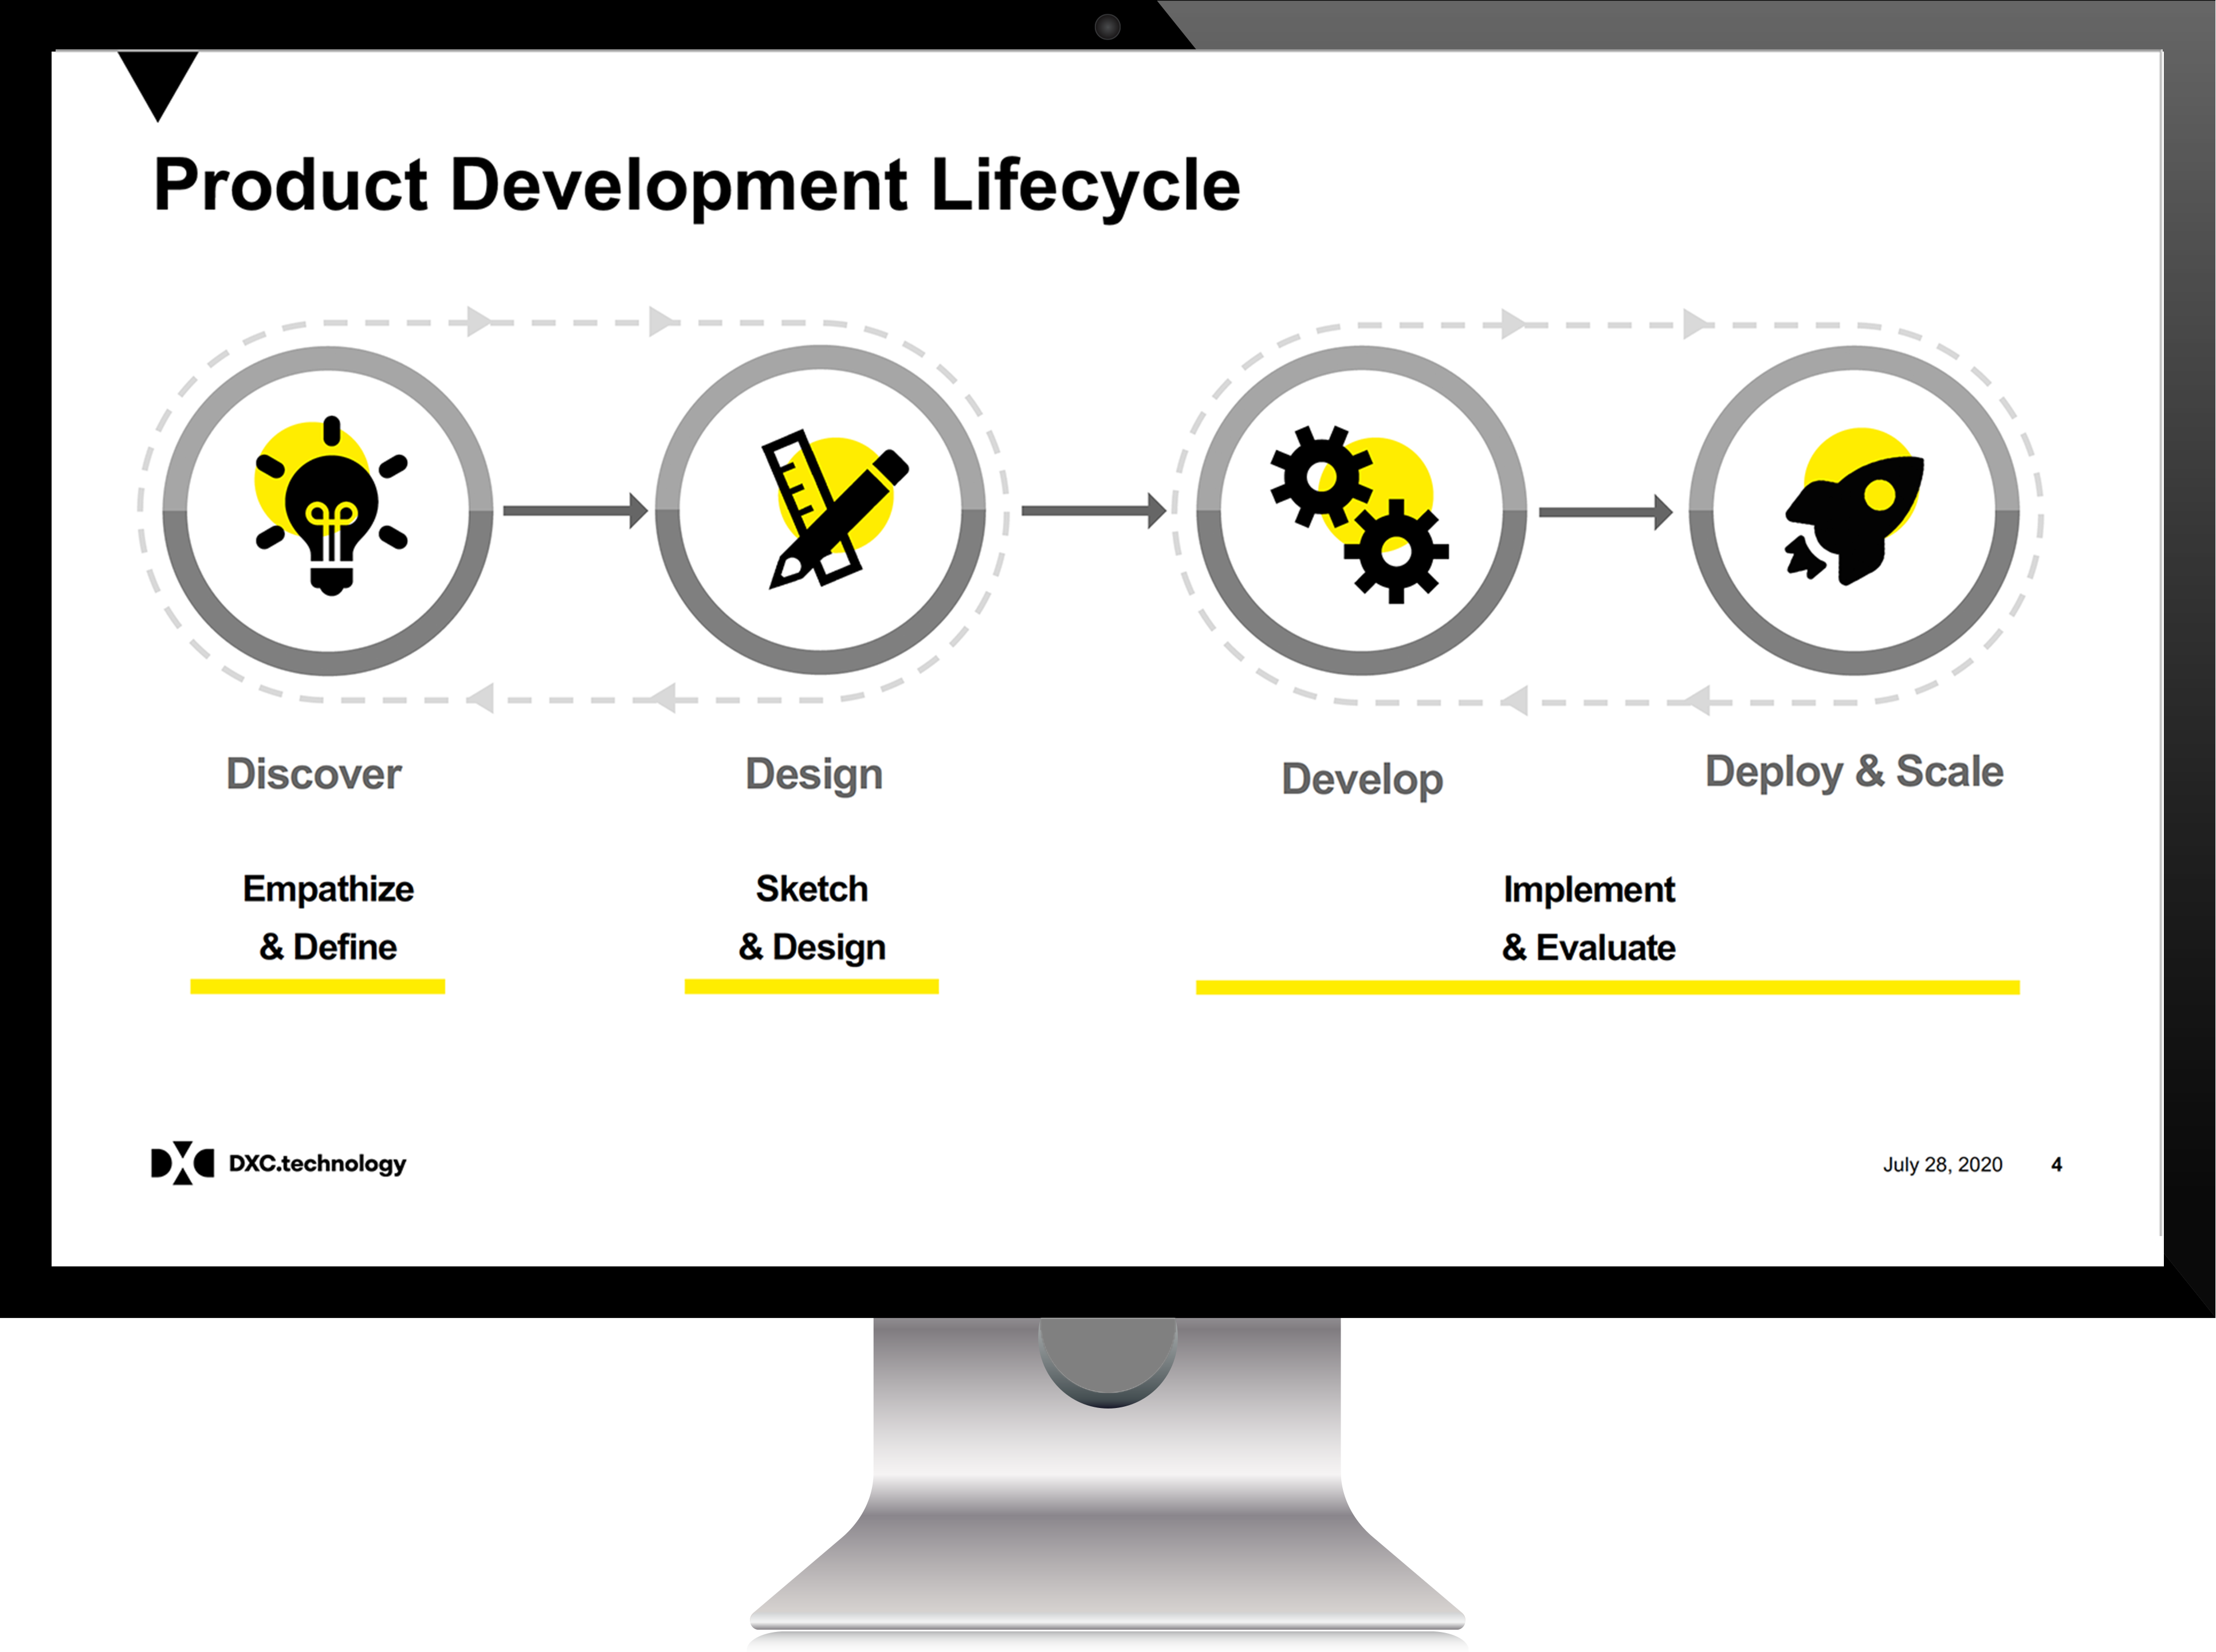 Product Development Lifecycle
Discover
Design
Develop
Deploy & Scale
Empathize
& Define
Sketch
& Design
Implement
& Evaluate
DXC.technology
July 28, 2020
4